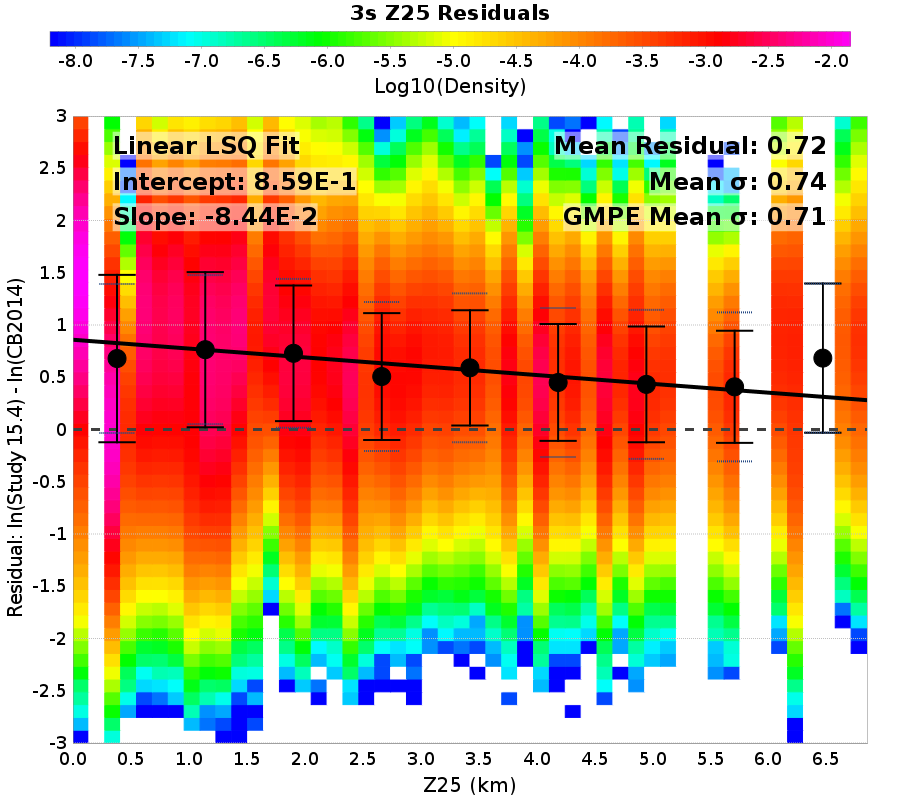 3s Z25 Residuals
-8.0 -7.5 -7.0 -6.5 -6.0 -5.5 -5.0 -4.5 -4.0 -3.5 -3.0 -2.5 -2.0
Log10(Density)
Linear LSQ Fit
Intercept: 8.59E-1
Slope: -8.44E-2
Mean Residual: 0.72
Mean σ: 0.74
GMPE Mean σ: 0.71
Residual: ln(Study 15.4) - ln(CB2014)
3
2.5
2
1.5
1
0.5
0
-0.5
-1
-1.5
-2
-2.5
-3
0.0 0.5 1.0 1.5 2.0 2.5 3.0 3.5 4.0 4.5 5.0 5.5 6.0 6.5
Z25 (km)